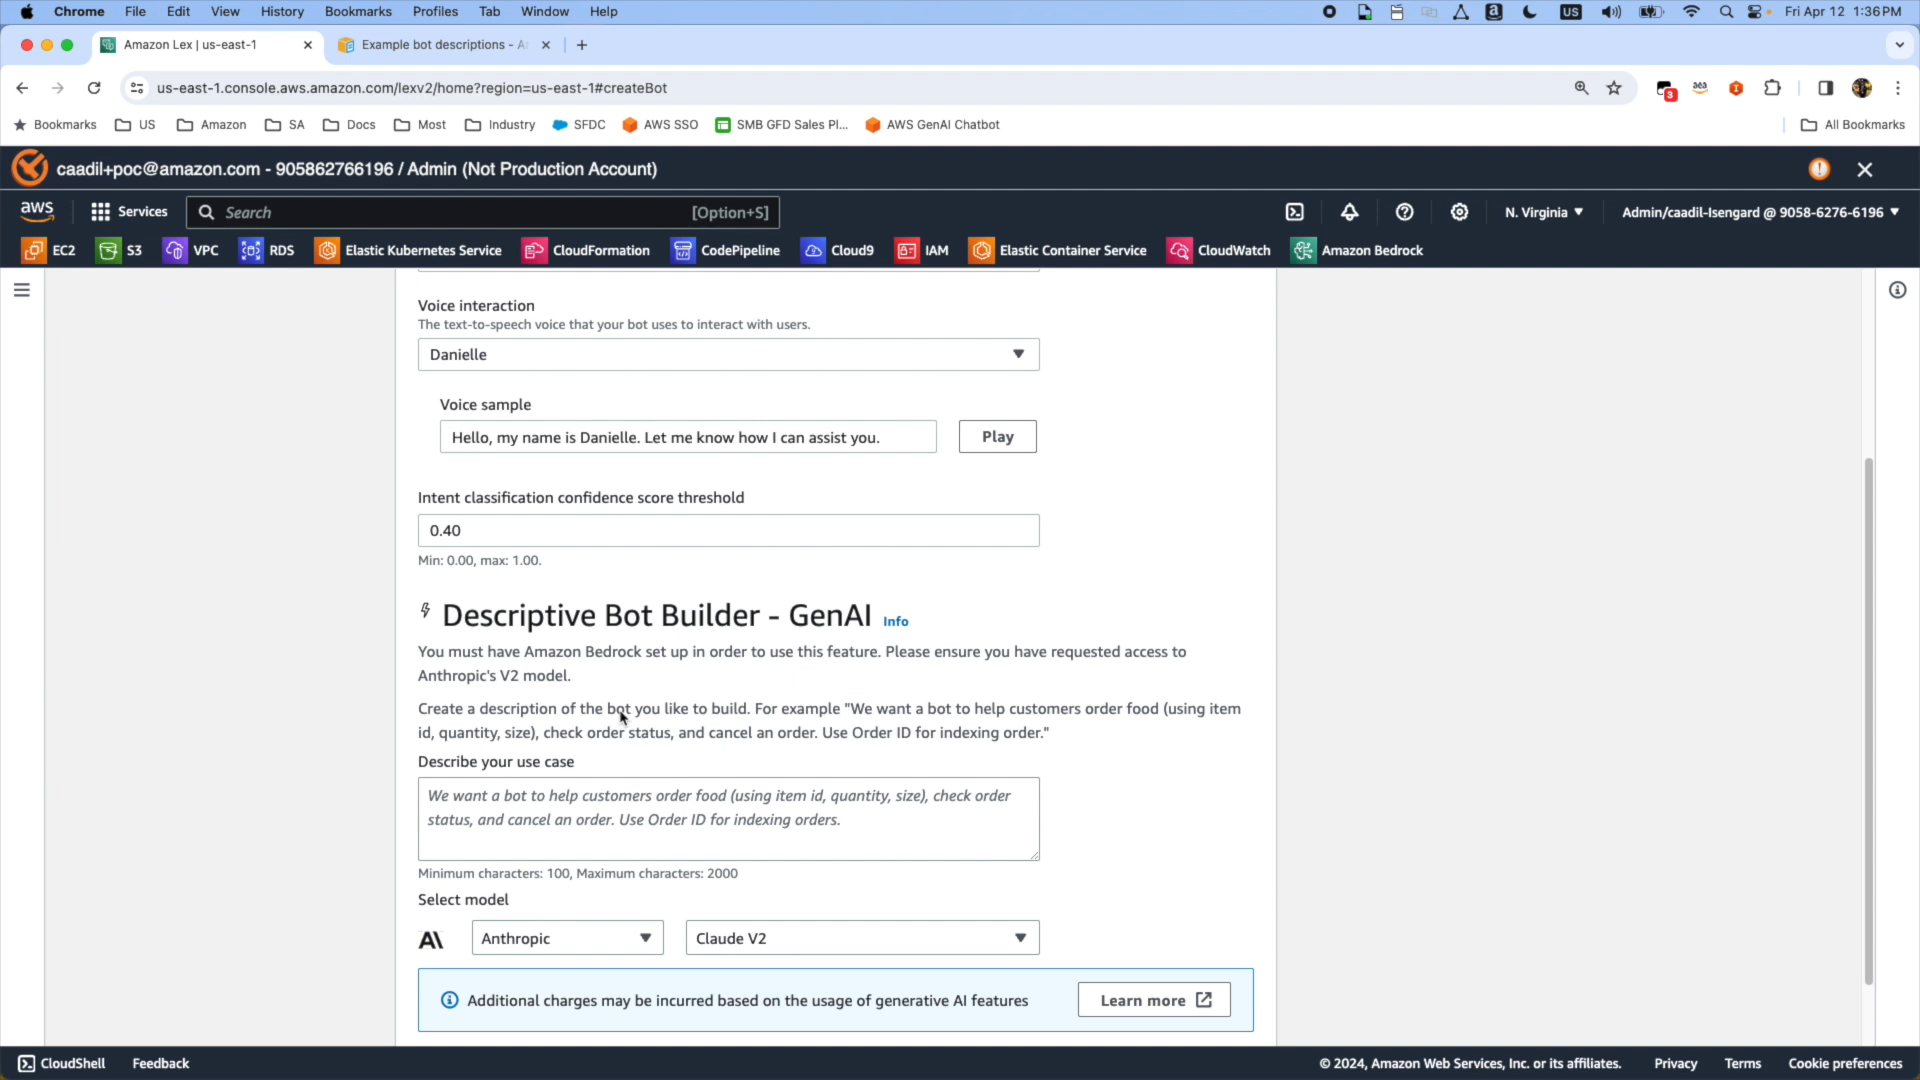 Chrome File Edit View History Bookmarks Profiles Tab Window Help US Fri Apr 12 1:36 PM
Amazon Lex | us-east-1 Example bot descriptions - A
us-east-1.console.aws.amazon.com/lexv2/home?region=us-east-1#createBot 3 aea
Bookmarks US Amazon SA Docs Most Industry SFDC AWS SSO SMB GFD Sales Pl... AWS GenAI Chatbot All Bookmarks
caadil+poc@amazon.com - 905862766196 / Admin (Not Production Account)
aws Services Search [Option+S] N. Virginia Admin/caadil-Isengard @ 9058-6276-6196
EC2 S3 VPC RDS Elastic Kubernetes Service CloudFormation CodePipeline Cloud9 IAM Elastic Container Service CloudWatch Amazon Bedrock
Voice interaction
The text-to-speech voice that your bot uses to interact with users.
Danielle
Voice sample
Hello, my name is Danielle. Let me know how I can assist you. Play
Intent classification confidence score threshold
0.40
Min: 0.00, max: 1.00.
Descriptive Bot Builder - GenAI Info
You must have Amazon Bedrock set up in order to use this feature. Please ensure you have requested access to
Anthropic's V2 model.
Create a description of the bot you like to build. For example "We want a bot to help customers order food (using item
id, quantity, size), check order status, and cancel an order. Use Order ID for indexing order."
Describe your use case
We want a bot to help customers order food (using item id, quantity, size), check order
status, and cancel an order. Use Order ID for indexing orders.
Minimum characters: 100, Maximum characters: 2000
Select model
A\ Anthropic Claude V2
Additional charges may be incurred based on the usage of generative AI features Learn more
CloudShell Feedback © 2024, Amazon Web Services, Inc. or its affiliates. Privacy Terms Cookie preferences